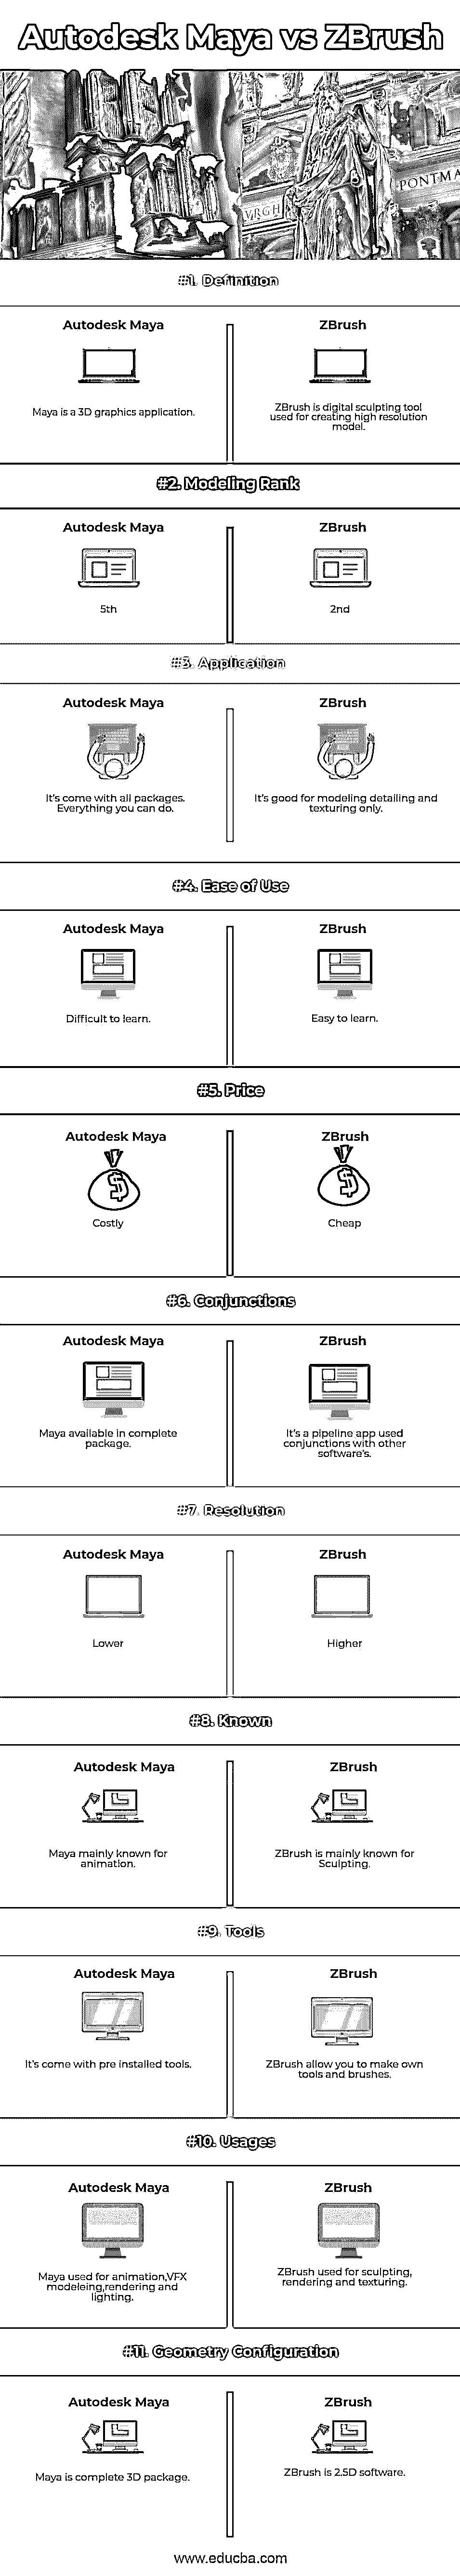 Autodesk Maya vs ZBrush
VRGH
PONTMA
#1. Definition
Autodesk Maya
ZBrush
Maya is a 3D graphics application.
ZBrush is digital sculpting tool
used for creating high resolution
model.
#2. Modeling Rank
Autodesk Maya
ZBrush
5th
2nd
#3. Application
Autodesk Maya
ZBrush
It's come with all packages.
Everything you can do.
It's good for modeling detailing and
texturing only.
#4. Ease of Use
Autodesk Maya
ZBrush
Difficult to learn.
Easy to learn.
#5. Price
Autodesk Maya
ZBrush
$
$
Costly
Cheap
#6. Conjunctions
Autodesk Maya
ZBrush
Maya available in complete
package.
It's a pipeline app used
conjunctions with other
software's.
#7. Resolution
Autodesk Maya
ZBrush
Lower
Higher
#8. Known
Autodesk Maya
ZBrush
Maya mainly known for
animation.
ZBrush is mainly known for
Sculpting.
#9. Tools
Autodesk Maya
ZBrush
It's come with pre installed tools.
ZBrush allow you to make own
tools and brushes.
#10. Usages
Autodesk Maya
ZBrush
Maya used for animation,VFX
modeleing,rendering and
lighting.
ZBrush used for sculpting,
rendering and texturing.
#11. Geometry Configuration
Autodesk Maya
ZBrush
Maya is complete 3D package.
ZBrush is 2.5D software.
www.educba.com